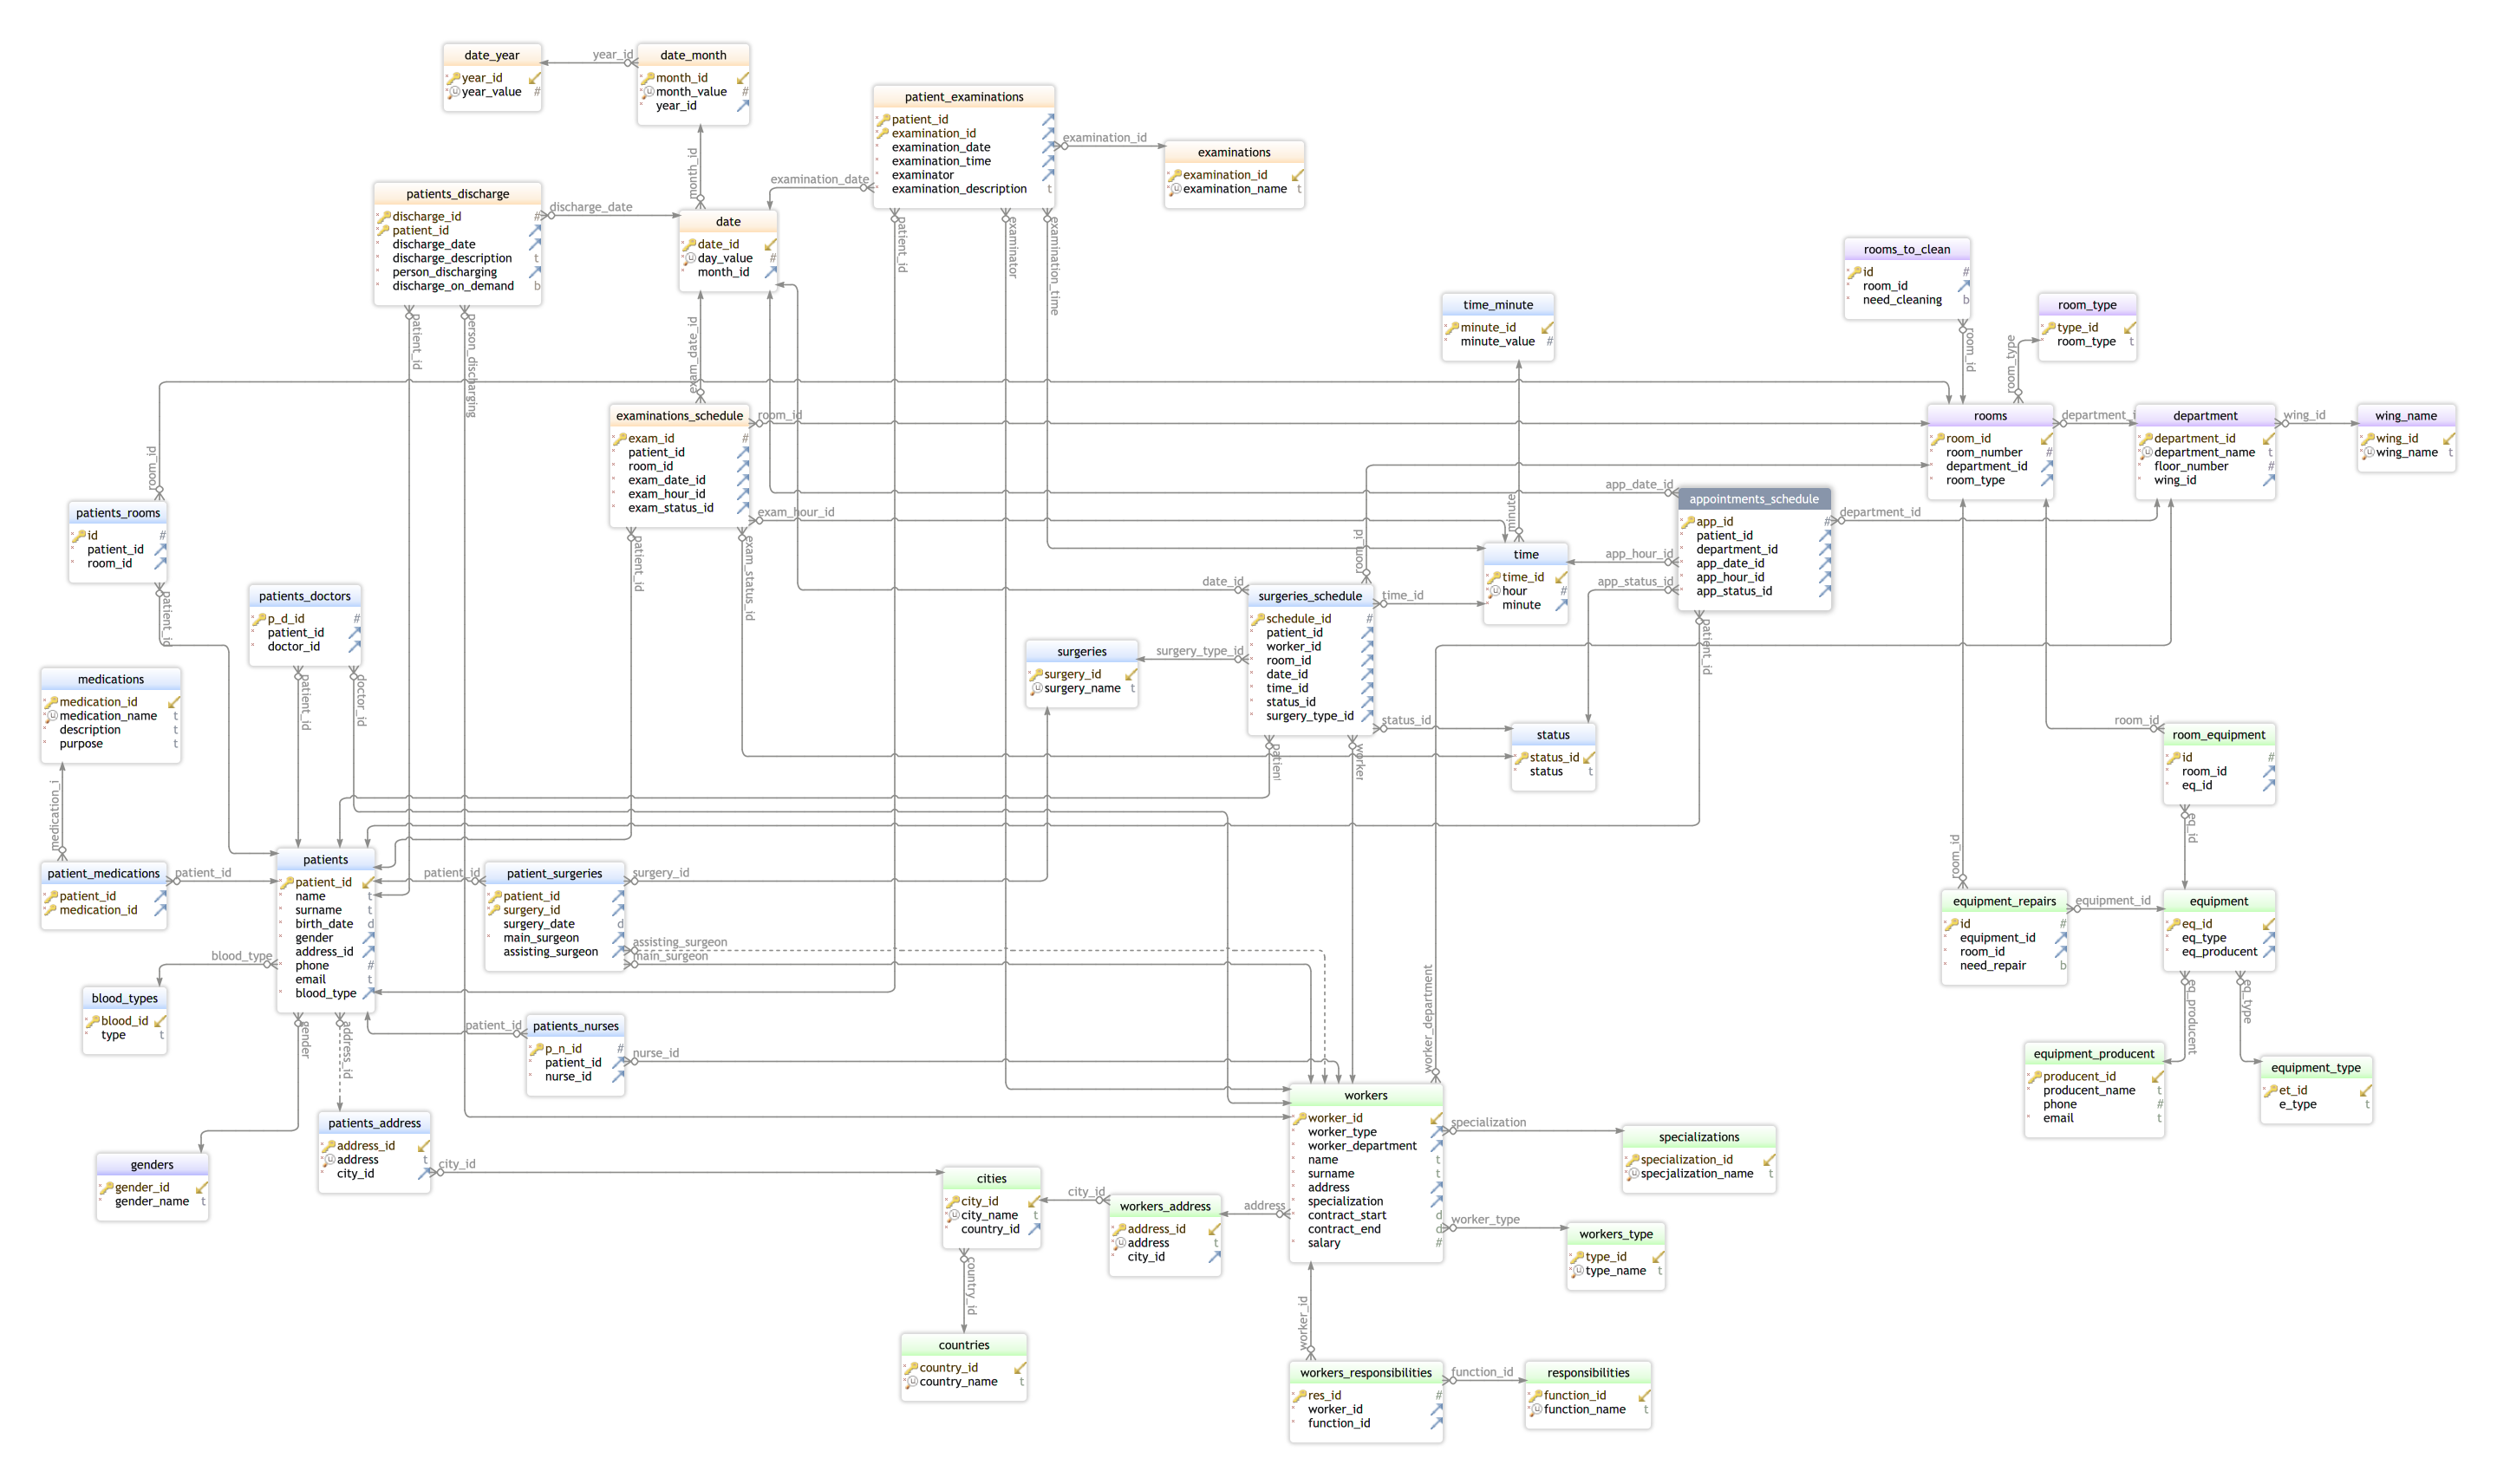 date_year
year_id
year_value #
year_id
date_month
month_id
month_value #
year_id
month_id
patient_examinations
patient_id
examination_id
examination_date
examination_time
examinator
examination_description t
examination_id
examinations
examination_id
examination_name t
examination_date
patient_id
examinator
examination_time
patients_discharge
discharge_id #
patient_id
discharge_date
discharge_description t
person_discharging
discharge_on_demand b
discharge_date
patient_id
person_discharging
date
date_id
day_value #
month_id
exam_date_id
rooms_to_clean
id #
room_id
need_cleaning b
room_id
time_minute
minute_id
minute_value #
minute
room_type
type_id
room_type t
room_type
examinations_schedule
exam_id #
patient_id
room_id
exam_date_id
exam_hour_id
exam_status_id
room_id
exam_hour_id
patient_id
exam_status_id
rooms
room_id
room_number #
department_id
room_type
department_i
department
department_id
department_name t
floor_number #
wing_id
wing_id
wing_name
wing_id
wing_name t
room_id
patients_rooms
id #
patient_id
room_id
patient_id
app_date_id
app_hour_id
app_status_id
appointments_schedule
app_id #
patient_id
department_id
app_date_id
app_hour_id
app_status_id
department_id
patient_id
time
time_id
hour #
minute
patients_doctors
p_d_id #
patient_id
doctor_id
patient_id
doctor_id
date_id
room_id
surgeries_schedule
schedule_id #
patient_id
worker_id
room_id
date_id
time_id
status_id
surgery_type_id
time_id
status_id
surgery_type_id
patient
worker
surgeries
surgery_id
surgery_name t
medications
medication_id
medication_name t
description t
purpose t
medication_i
status
status_id
status t
room_id
room_equipment
id #
room_id
eq_id
eq_id
patient_medications
patient_id
medication_id
patient_id
patients
patient_id
name t
surname t
birth_date d
gender
address_id
phone #
email t
blood_type
blood_type
gender
address_id
patient_id
patient_surgeries
patient_id
surgery_id
surgery_date d
main_surgeon
assisting_surgeon
surgery_id
assisting_surgeon
main_surgeon
room_id
equipment_repairs
id #
equipment_id
room_id
need_repair b
equipment_id
equipment
eq_id
eq_type
eq_producent
eq_producent
eq_type
blood_types
blood_id
type t
patient_id
patients_nurses
p_n_id #
patient_id
nurse_id
nurse_id
worker_department
equipment_producent
producent_id
producent_name t
phone #
email t
equipment_type
et_id
e_type t
workers
worker_id
worker_type
worker_department
name t
surname t
address
specialization
contract_start d
contract_end d
salary #
specialization
worker_type
address
specializations
specialization_id
specjalization_name t
patients_address
address_id
address t
city_id
city_id
genders
gender_id
gender_name t
cities
city_id
city_name t
country_id
city_id
country_id
workers_address
address_id
address t
city_id
workers_type
type_id
type_name t
countries
country_id
country_name t
worker_id
workers_responsibilities
res_id #
worker_id
function_id
function_id
responsibilities
function_id
function_name t